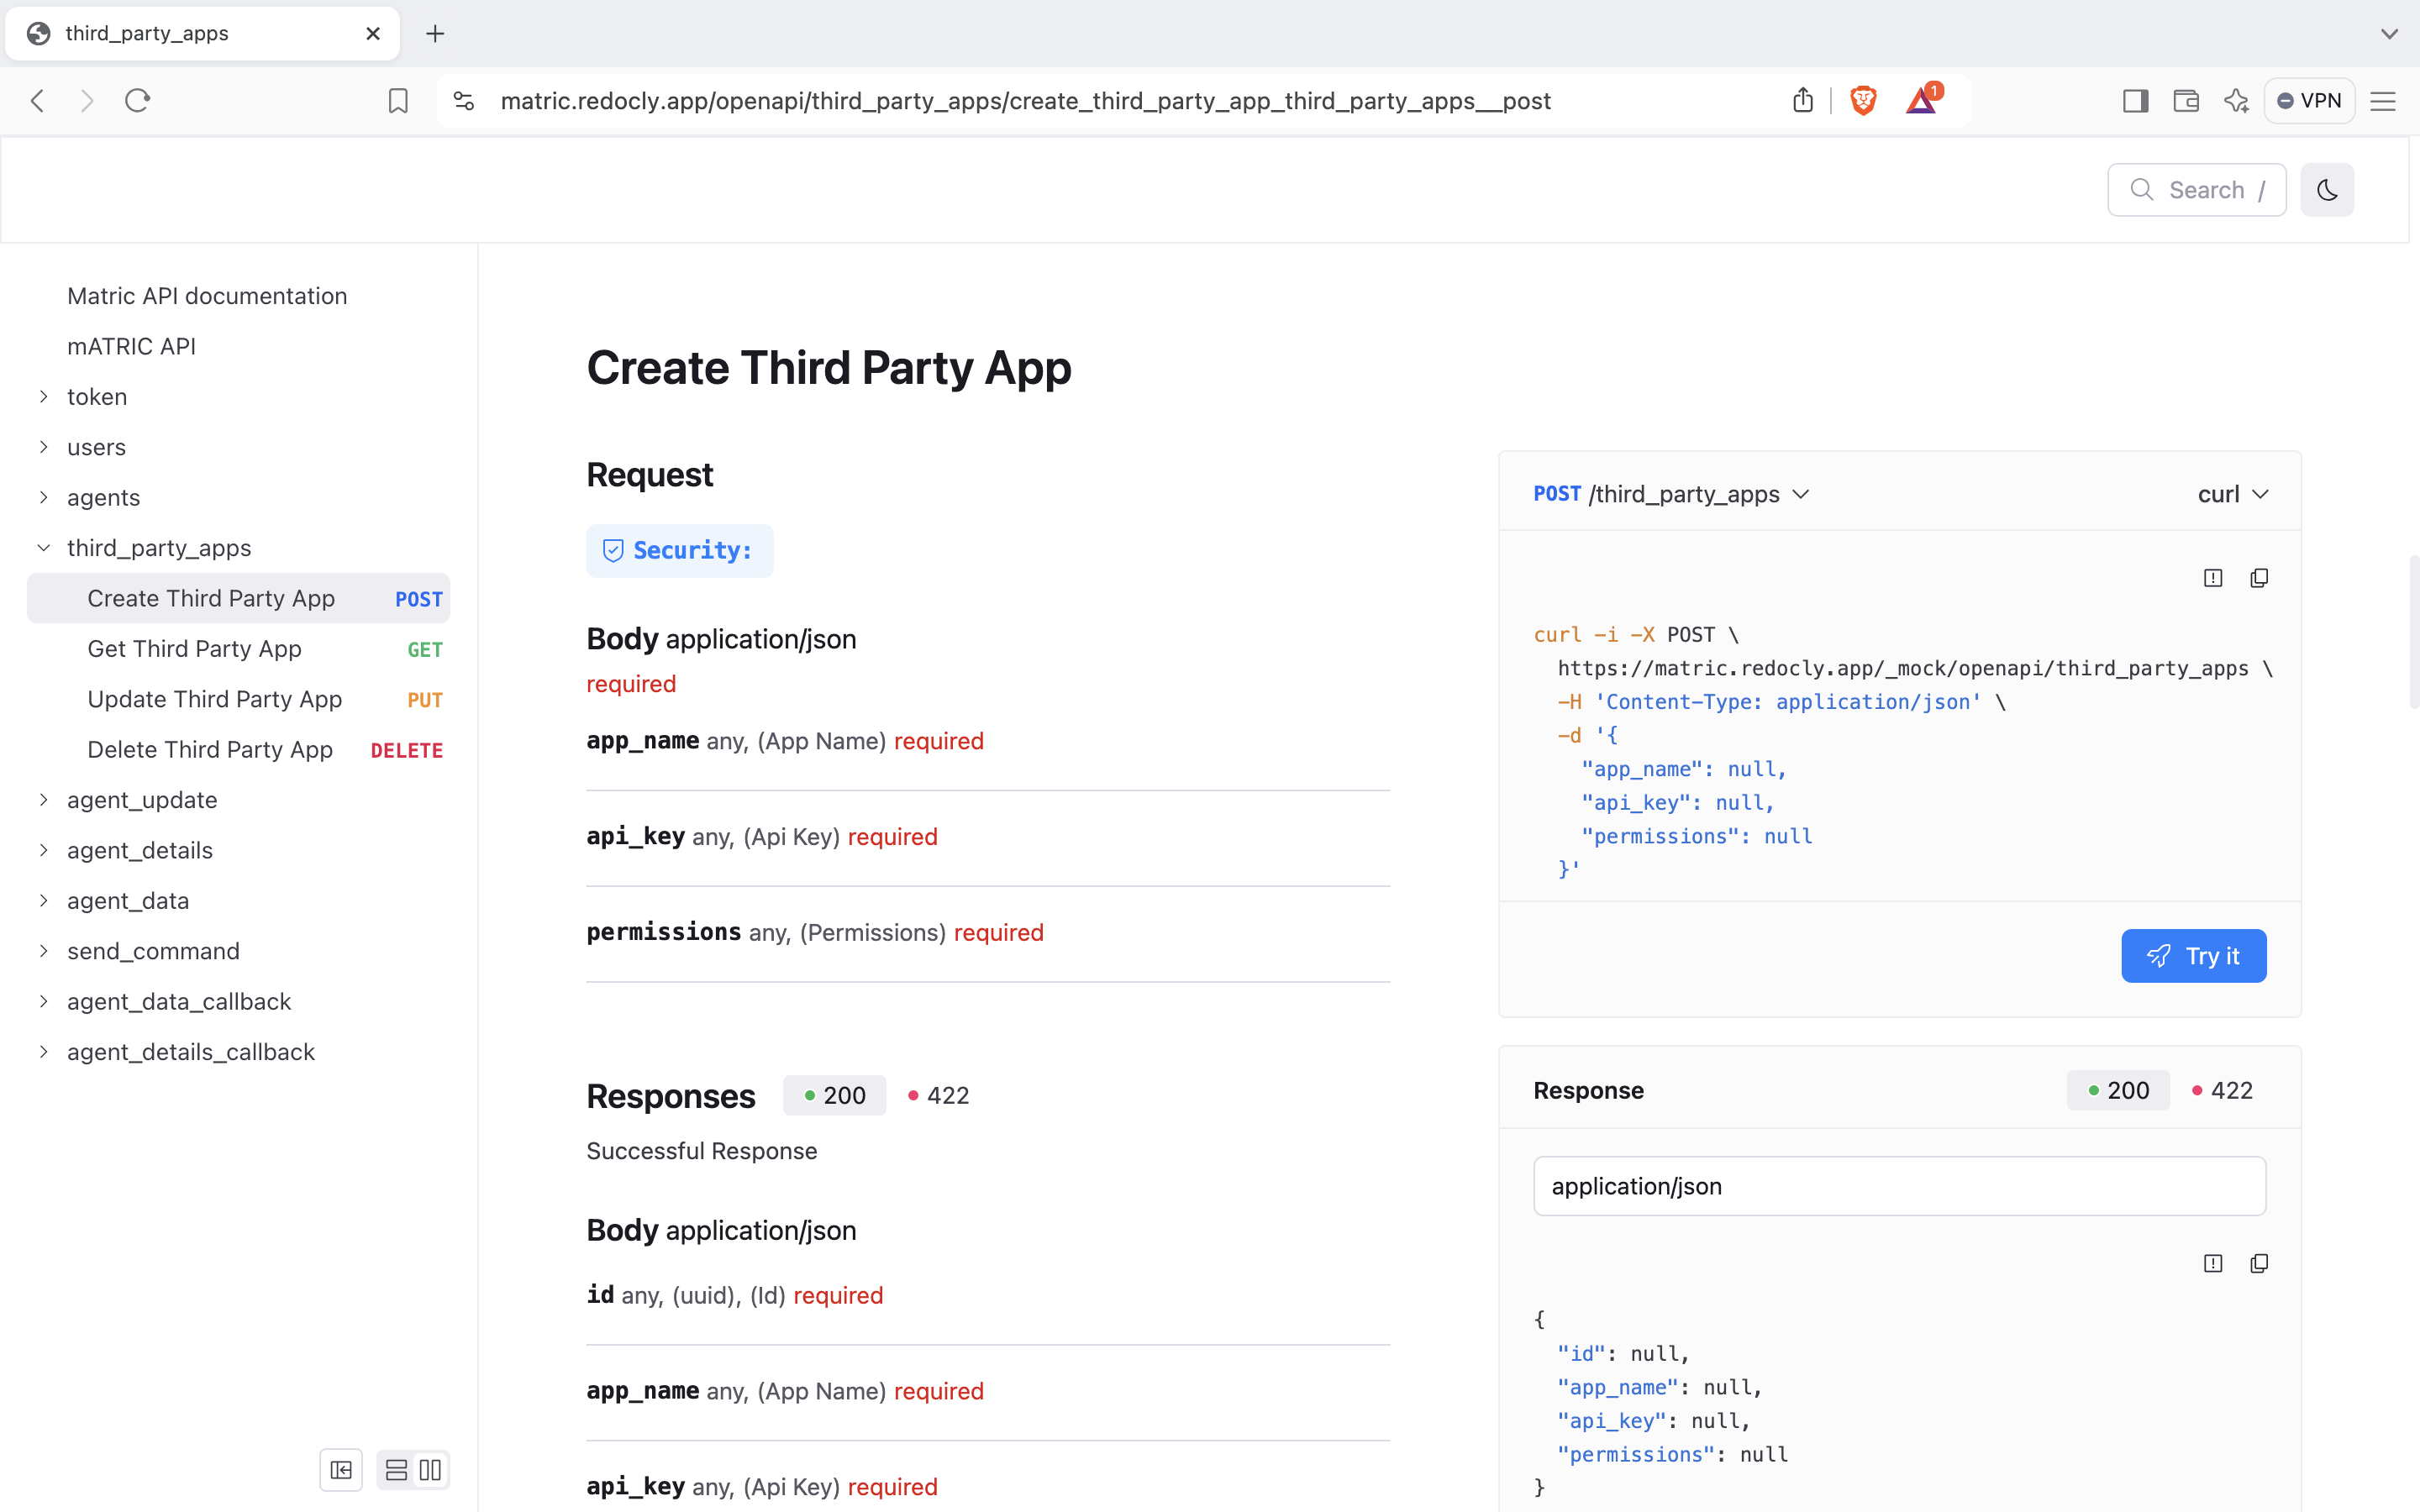 third_party_apps
matric.redocly.app/openapi/third_party_apps/create_third_party_app_third_party_apps__post
1
VPN
Search /
Matric API documentation
mATRIC API
token
users
agents
third_party_apps
Create Third Party App POST
Get Third Party App GET
Update Third Party App PUT
Delete Third Party App DELETE
agent_update
agent_details
agent_data
send_command
agent_data_callback
agent_details_callback
Create Third Party App
Request
Security:
Body application/json
required
app_name any, (App Name) required
api_key any, (Api Key) required
permissions any, (Permissions) required
Responses 200 422
Successful Response
Body application/json
id any, (uuid), (Id) required
app_name any, (App Name) required
api_key any, (Api Key) required
POST /third_party_apps curl
curl -i -X POST \
https://matric.redocly.app/_mock/openapi/third_party_apps \
-H 'Content-Type: application/json' \
-d '{
"app_name": null,
"api_key": null,
"permissions": null
}'
Try it
Response 200 422
application/json
{
"id": null,
"app_name": null,
"api_key": null,
"permissions": null
}